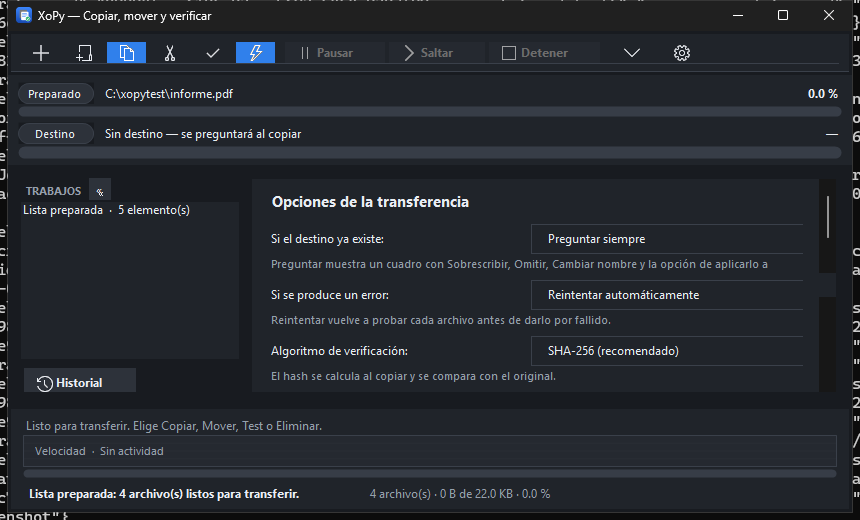 XoPy — Copiar, mover y verificar
Pausar
Saltar
Detener
Preparado
C:\xopytest\informe.pdf
0.0 %
Destino
Sin destino — se preguntará al copiar
—
TRABAJOS
«
Lista preparada · 5 elemento(s)
Historial
Opciones de la transferencia
Si el destino ya existe:
Preguntar siempre
Preguntar muestra un cuadro con Sobrescribir, Omitir, Cambiar nombre y la opción de aplicarlo a
Si se produce un error:
Reintentar automáticamente
Reintentar vuelve a probar cada archivo antes de darlo por fallido.
Algoritmo de verificación:
SHA-256 (recomendado)
El hash se calcula al copiar y se compara con el original.
Listo para transferir. Elige Copiar, Mover, Test o Eliminar.
Velocidad · Sin actividad
Lista preparada: 4 archivo(s) listos para transferir.
4 archivo(s) · 0 B de 22.0 KB · 0.0 %